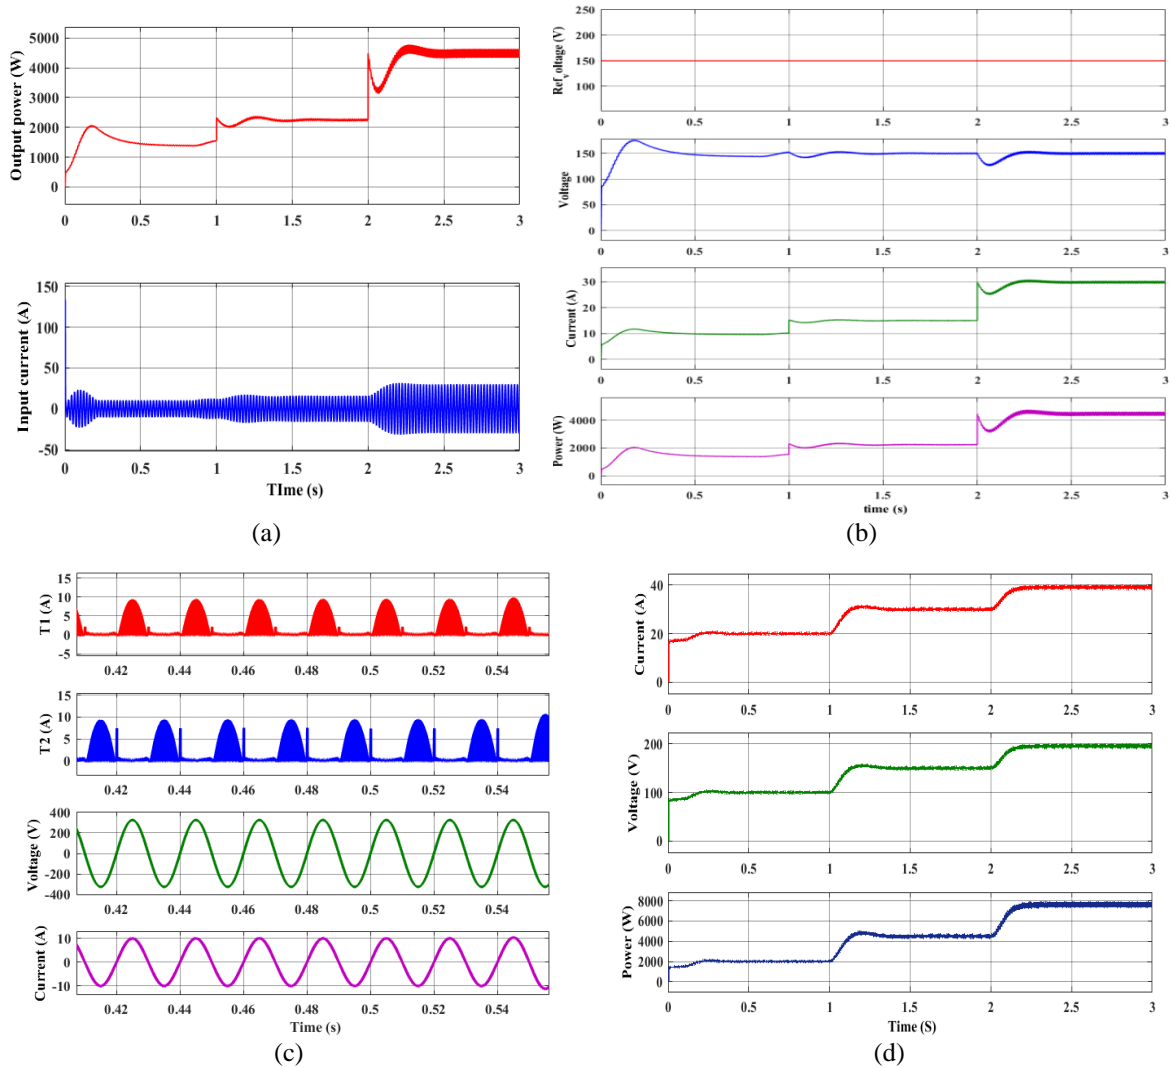 Output power (W)
5000
4000
3000
2000
1000
0
0 0.5 1 1.5 2 2.5 3
Input current (A)
150
100
50
0
-50
0 0.5 1 1.5 2 2.5 3
TIme (s)
(a)
Ref_voltage (V)
250
200
150
100
0 0.5 1 1.5 2 2.5 3
Voltage
150
100
50
0
0 0.5 1 1.5 2 2.5 3
Current (A)
30
20
10
0
0 0.5 1 1.5 2 2.5 3
Power (W)
4000
2000
0
0 0.5 1 1.5 2 2.5 3
time (s)
(b)
T1 (A)
15
10
5
0
-5
0.42 0.44 0.46 0.48 0.5 0.52 0.54
T2 (A)
15
10
5
0
0.42 0.44 0.46 0.48 0.5 0.52 0.54
Voltage (V)
400
200
0
-200
-400
0.42 0.44 0.46 0.48 0.5 0.52 0.54
Current (A)
10
0
-10
0.42 0.44 0.46 0.48 0.5 0.52 0.54
Time (s)
(c)
Current (A)
40
20
0
0 0.5 1 1.5 2 2.5 3
Voltage (V)
200
100
0
0 0.5 1 1.5 2 2.5 3
Power (W)
8000
6000
4000
2000
0
0 0.5 1 1.5 2 2.5 3
Time (S)
(d)